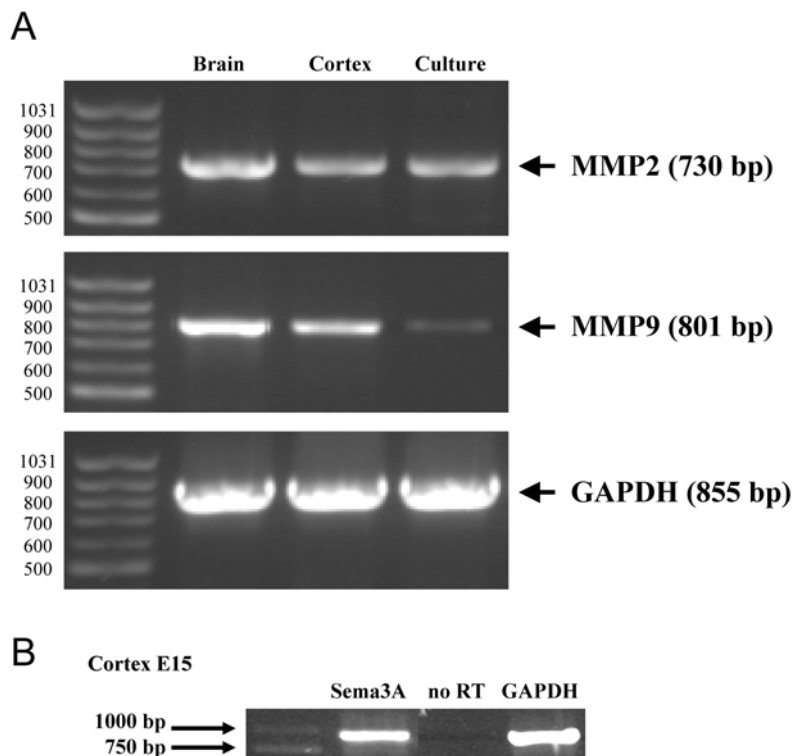 A
Brain Cortex Culture
1031
900
800
700
600
500
MMP2 (730 bp)
1031
900
800
700
600
500
MMP9 (801 bp)
1031
900
800
700
600
500
GAPDH (855 bp)
B
Cortex E15
Sema3A no RT GAPDH
1000 bp
750 bp